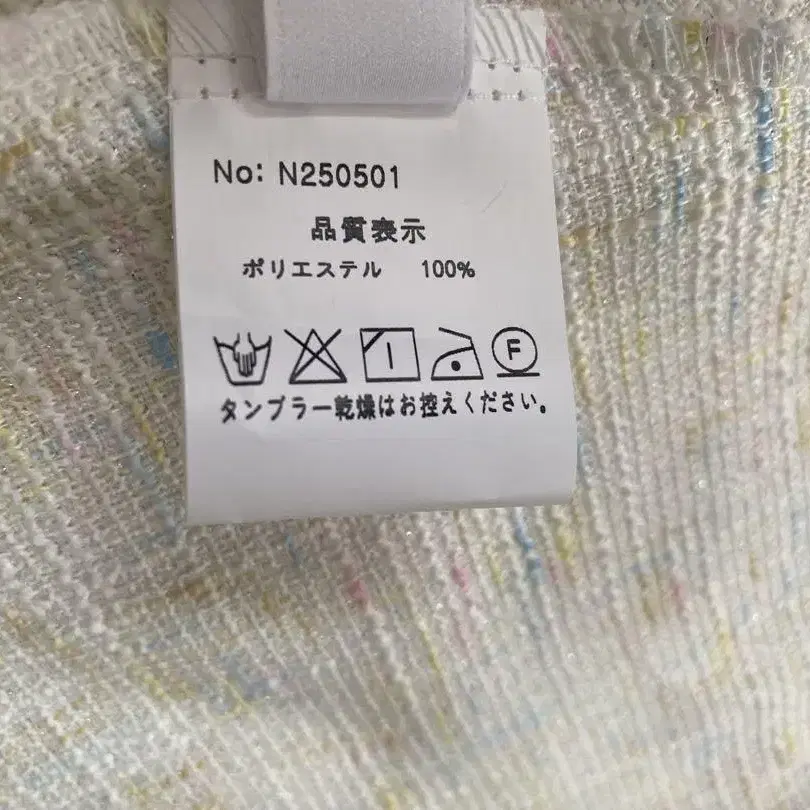 No: N250501
品質表示
ポリエステル 100%
F
タンブラー乾燥はお控えください。